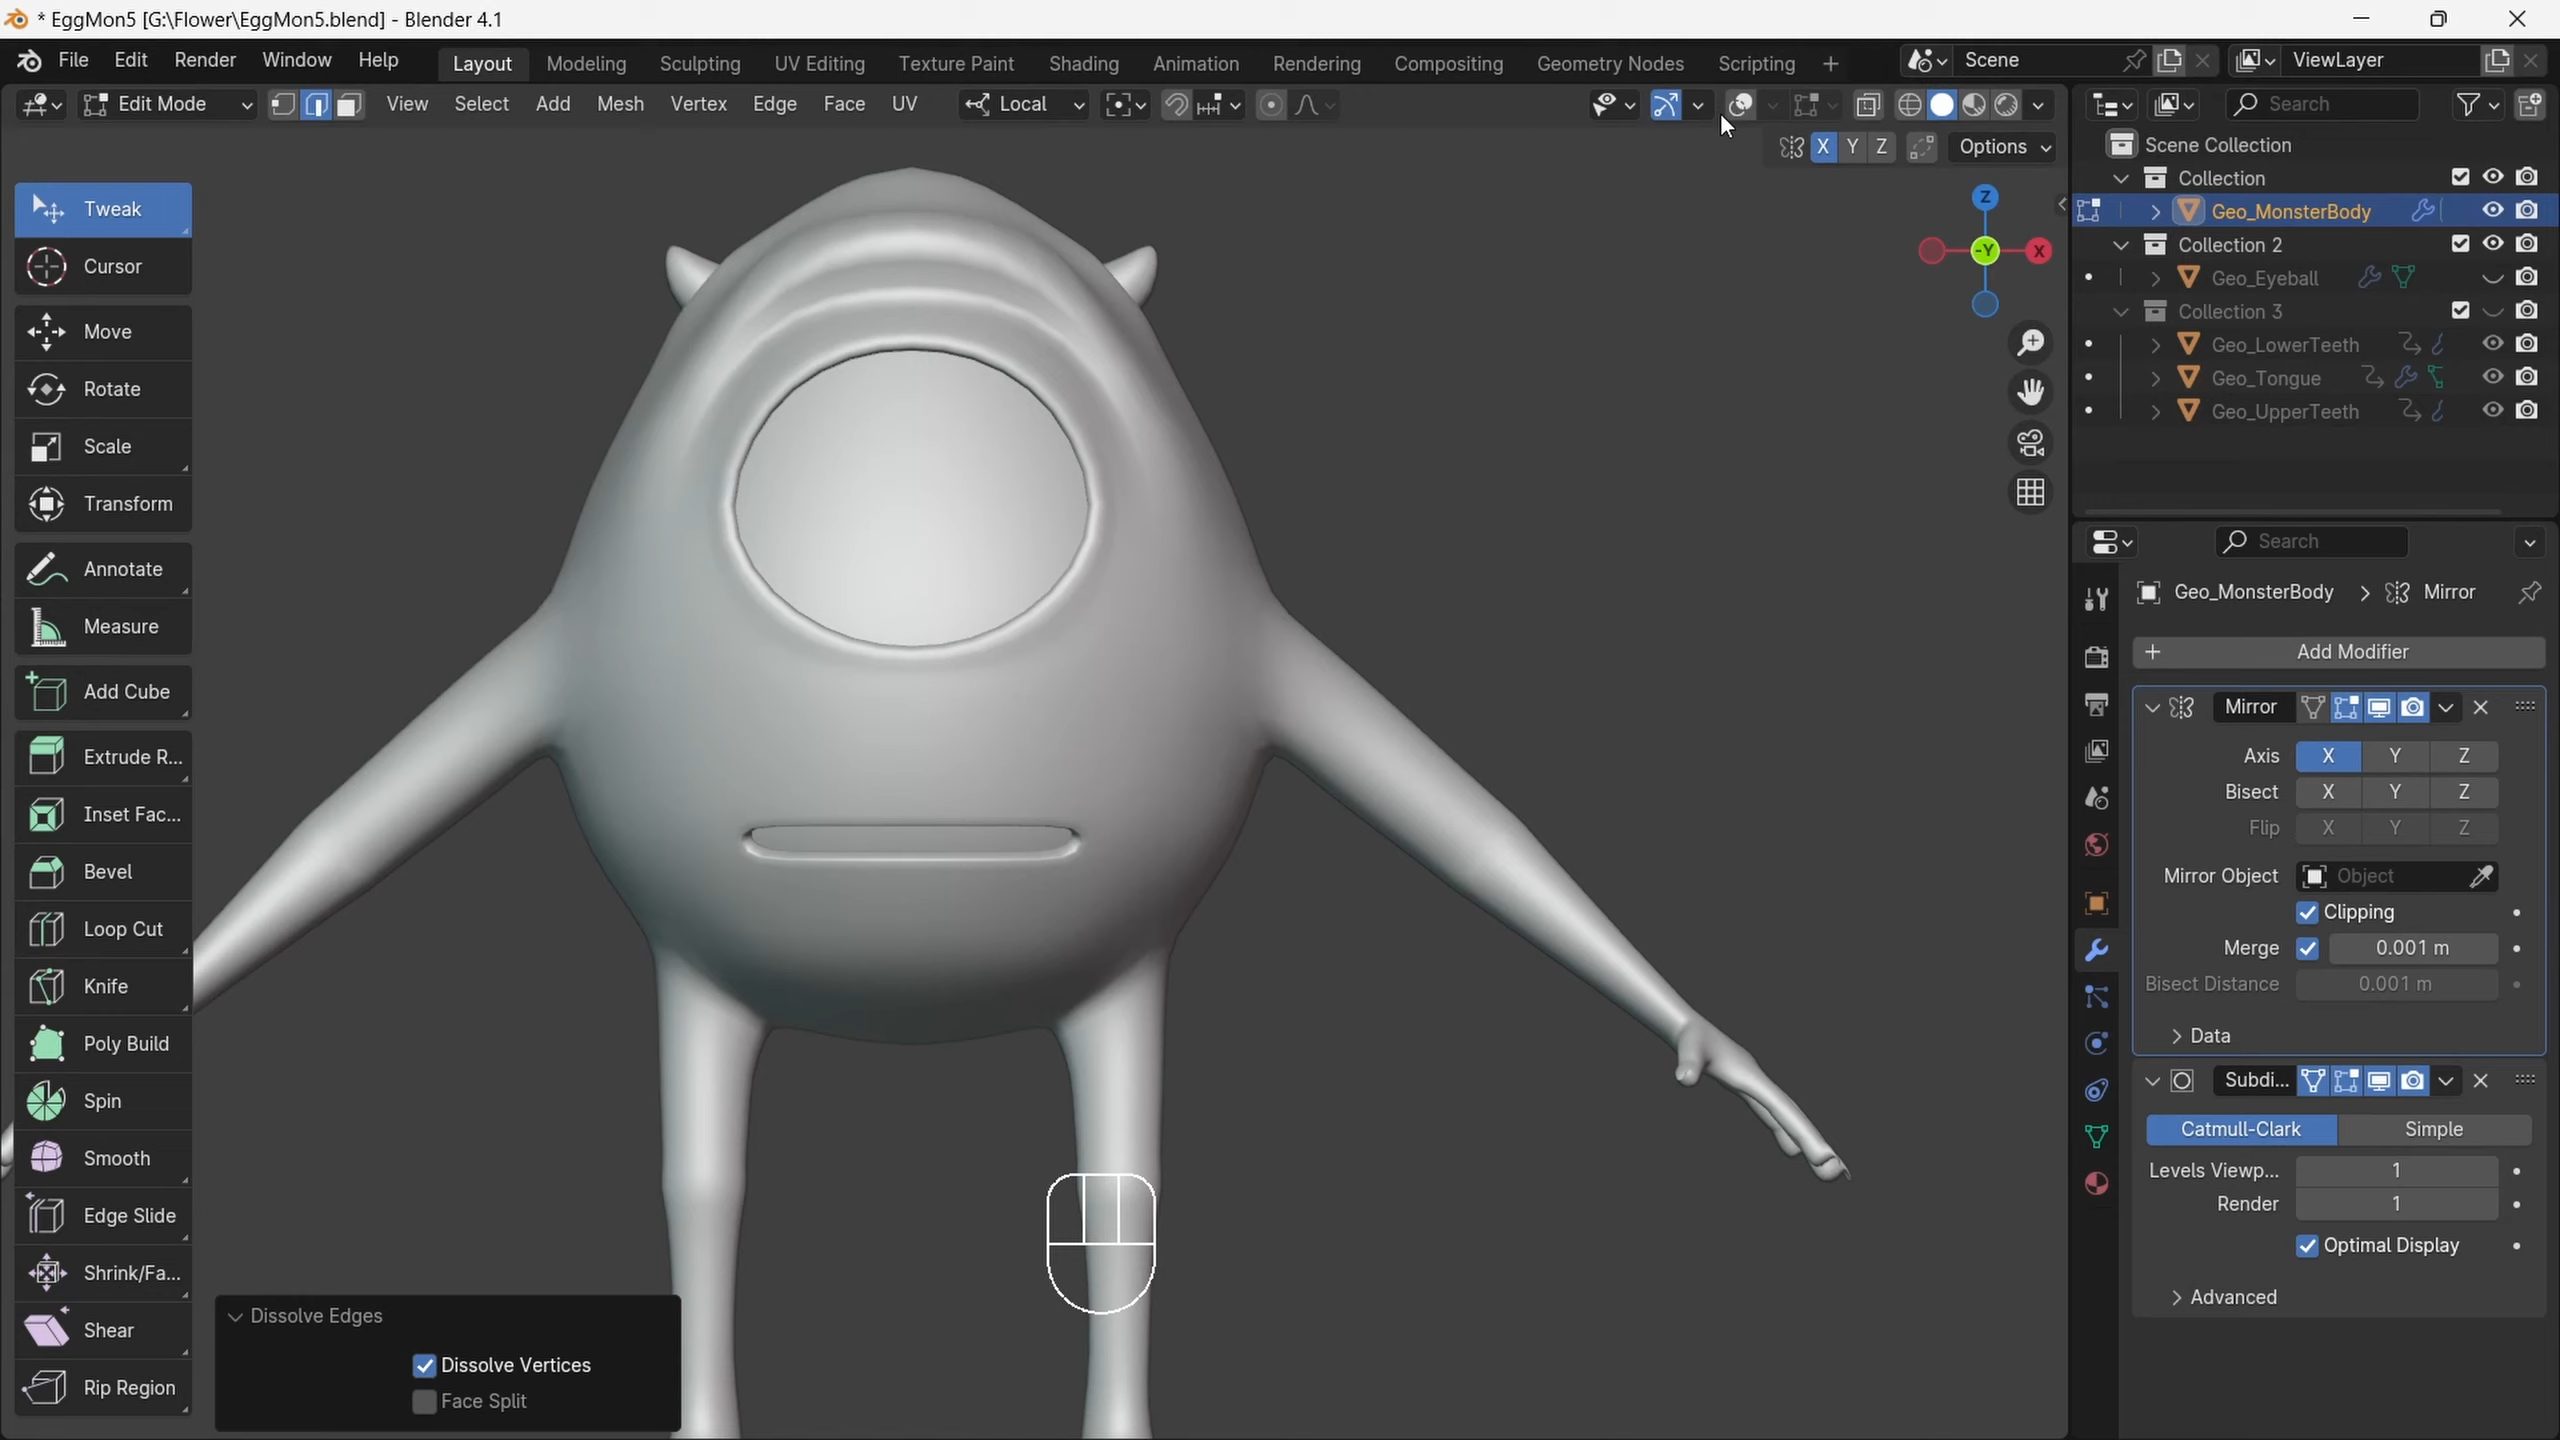 * EggMon5 [G:\Flower\EggMon5.blend] - Blender 4.1
File Edit Render Window Help Layout Modeling Sculpting UV Editing Texture Paint Shading Animation Rendering Compositing Geometry Nodes Scripting + Scene ViewLayer
Edit Mode View Select Add Mesh Vertex Edge Face UV Local Search
X Y Z Options
Scene Collection
Collection
Geo_MonsterBody
Collection 2
Geo_Eyeball
Collection 3
Geo_LowerTeeth
Geo_Tongue
Geo_UpperTeeth
Z
-Y
X
Tweak
Cursor
Move
Rotate
Scale
Transform
Annotate
Measure
Add Cube
Extrude R...
Inset Fac...
Bevel
Loop Cut
Knife
Poly Build
Spin
Smooth
Edge Slide
Shrink/Fa...
Shear
Rip Region
Dissolve Edges
Dissolve Vertices
Face Split
Search
Geo_MonsterBody > Mirror
+ Add Modifier
Mirror
Axis X Y Z
Bisect X Y Z
Flip X Y Z
Mirror Object Object
Clipping
Merge 0.001 m
Bisect Distance 0.001 m
Data
Subdi...
Catmull-Clark Simple
Levels Viewp... 1
Render 1
Optimal Display
Advanced